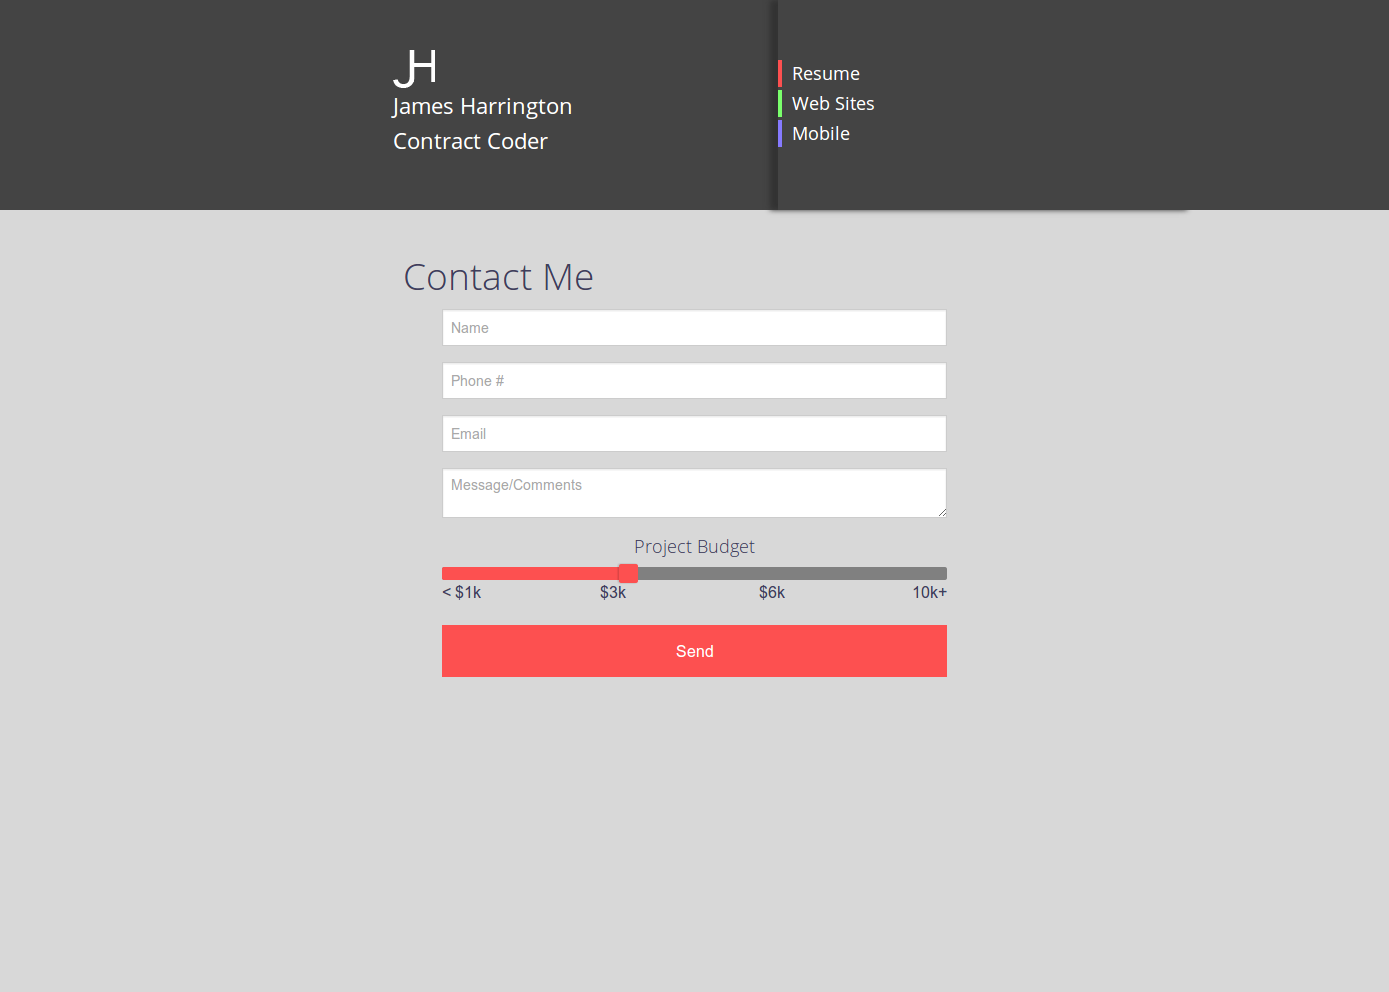 JH
James Harrington
Contract Coder
Resume
Web Sites
Mobile
Contact Me
Name
Phone #
Email
Message/Comments
Project Budget
< $1k $3k $6k 10k+
Send